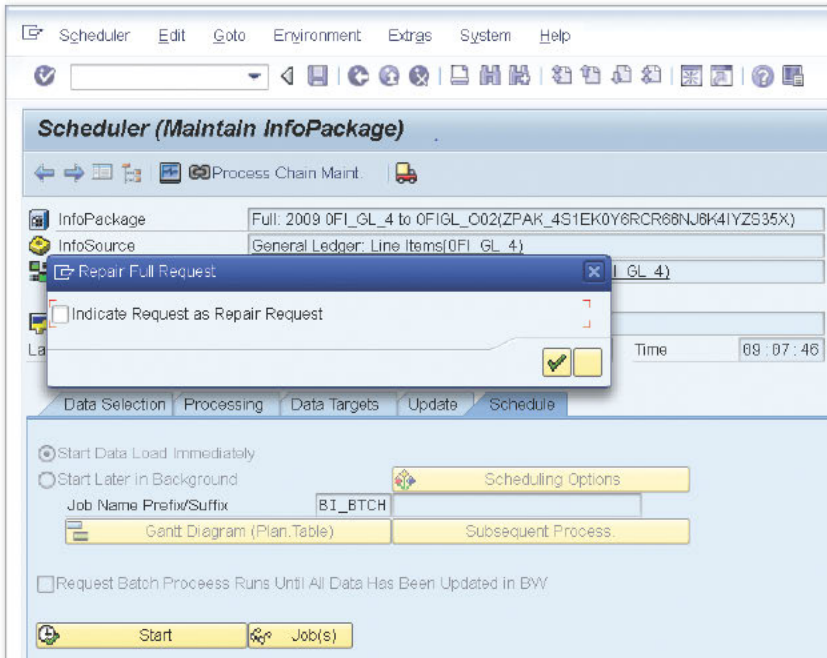 Scheduler Edit Goto Environment Extras System Help
Scheduler (Maintain InfoPackage)
Process Chain Maint.
InfoPackage Full: 2009 0FI_GL_4 to 0FIGL_O02(ZPAK_4S1EK0Y6RCR66NJ6K4IYZS35X)
InfoSource General Ledger: Line Items(0FI_GL_4)
I_GL_4)
Repair Full Request
Indicate Request as Repair Request
La
Time 09:07:46
Data Selection Processing Data Targets Update Schedule
Start Data Load Immediately
Start Later in Background Scheduling Options
Job Name Prefix/Suffix BI_BTCH
Gantt Diagram (Plan.Table) Subsequent Process.
Request Batch Proceess Runs Until All Data Has Been Updated in BW
Start Job(s)